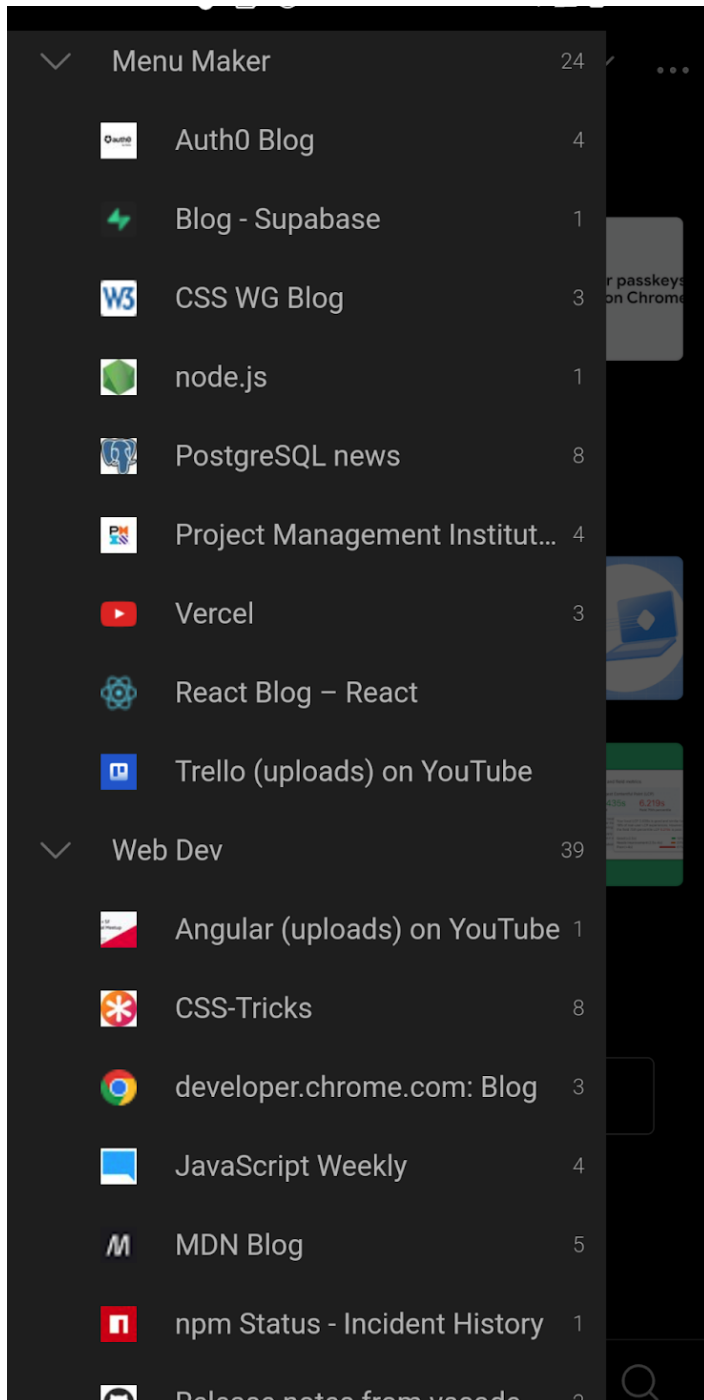 Menu Maker 24
Auth0 Blog 4
Blog - Supabase 1
CSS WG Blog 3
node.js 1
PostgreSQL news 8
Project Management Institut... 4
Vercel 3
React Blog – React
Trello (uploads) on YouTube
Web Dev 39
Angular (uploads) on YouTube 1
CSS-Tricks 8
developer.chrome.com: Blog 3
JavaScript Weekly 4
MDN Blog 5
npm Status - Incident History 1
r passkeys
on Chrome
6,219s